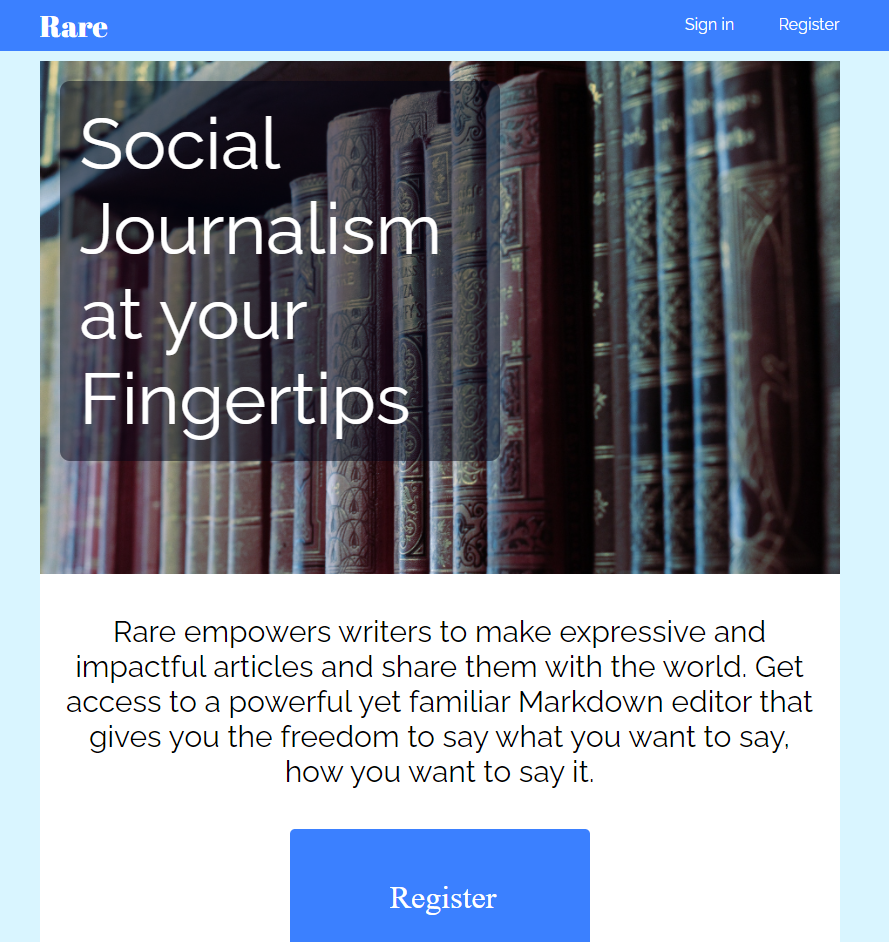 Rare
Sign in
Register
Social
Journalism
at your
Fingertips
Rare empowers writers to make expressive and
impactful articles and share them with the world. Get
access to a powerful yet familiar Markdown editor that
gives you the freedom to say what you want to say,
how you want to say it.
Register